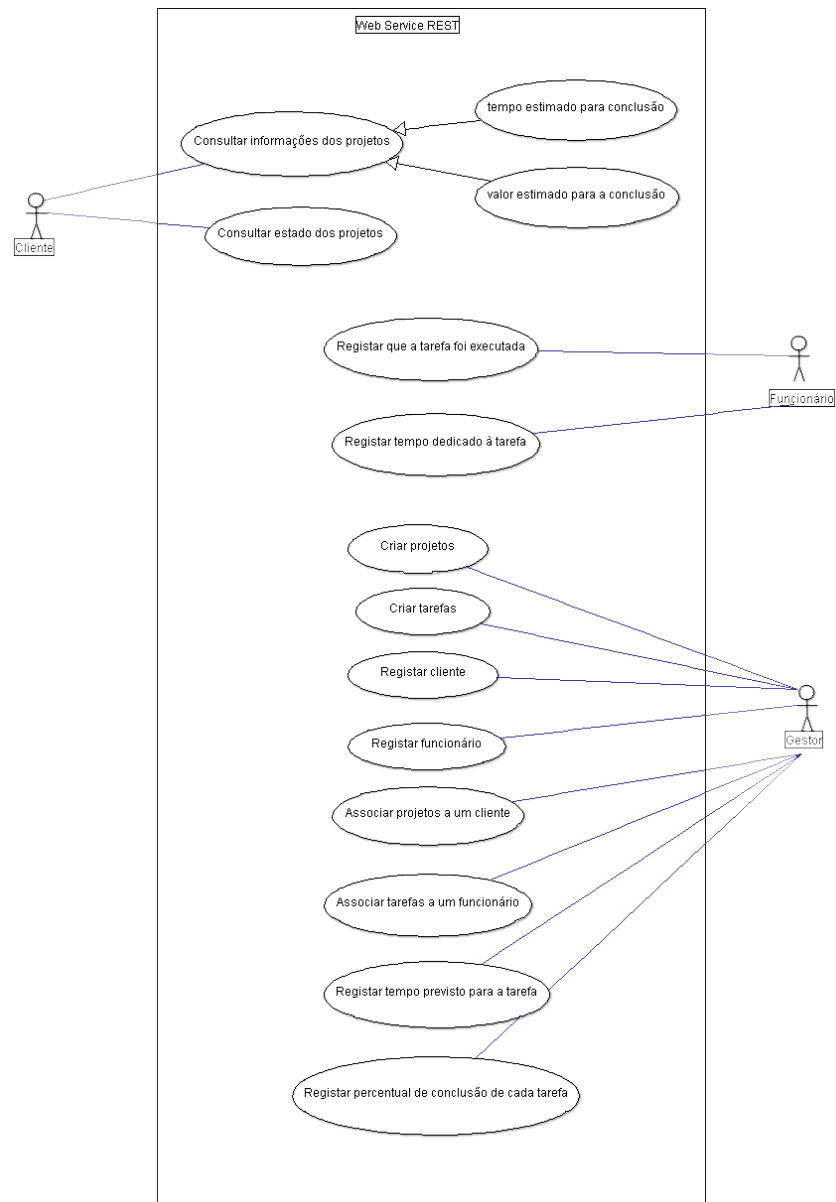 Web Service REST
tempo estimado para conclusão
Consultar informações dos projetos
valor estimado para a conclusão
Cliente
Consultar estado dos projetos
Registar que a tarefa foi executada
Funcionário
Registar tempo dedicado à tarefa
Criar projetos
Criar tarefas
Registar cliente
Gestor
Registar funcionário
Associar projetos a um cliente
Associar tarefas a um funcionário
Registar tempo previsto para a tarefa
Registar percentual de conclusão de cada tarefa